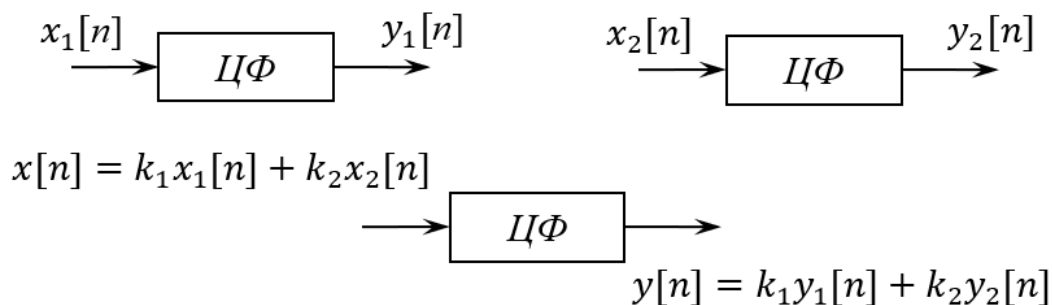 x₁[n] ЦФ y₁[n]
x₂[n] ЦФ y₂[n]
x[n] = k₁x₁[n] + k₂x₂[n]
ЦФ
y[n] = k₁y₁[n] + k₂y₂[n]